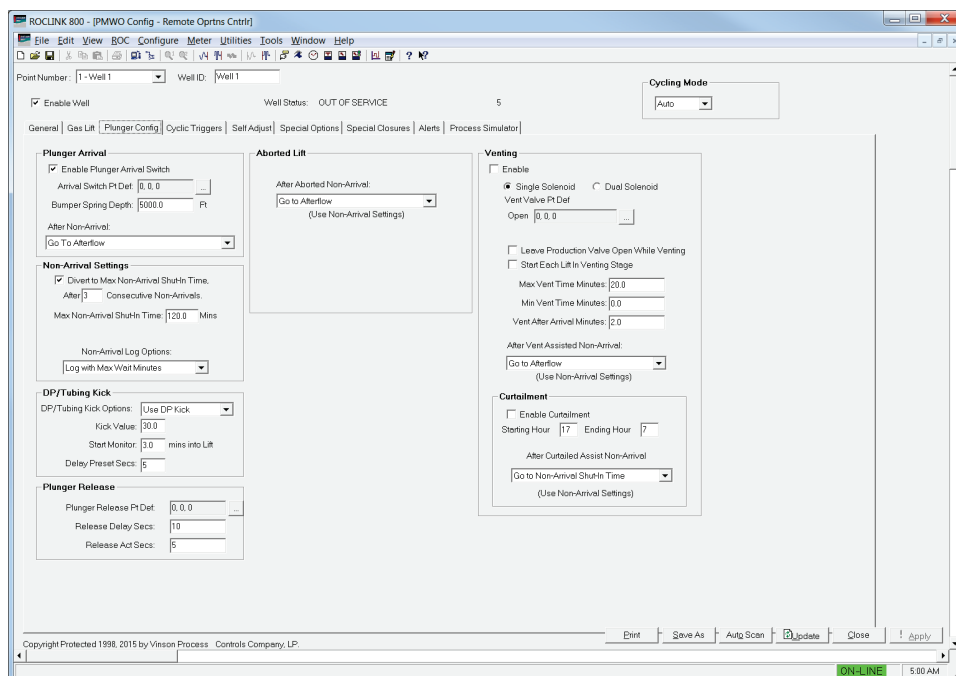 ROCLINK 800 - [PMWO Config - Remote Oprtns Cntrlr]
File Edit View ROC Configure Meter Utilities Tools Window Help
Point Number: 1 - Well 1 Well ID: Well 1
Cycling Mode
Auto
Enable Well Well Status: OUT OF SERVICE 5
General Gas Lift Plunger Config Cyclic Triggers Self Adjust Special Options Special Closures Alerts Process Simulator
Plunger Arrival
Enable Plunger Arrival Switch
Arrival Switch Pt Def: 0, 0, 0 ...
Bumper Spring Depth: 5000.0 Ft
After Non-Arrival:
Go To Afterflow
Non-Arrival Settings
Divert to Max Non-Arrival Shut-In Time,
After 3 Consecutive Non-Arrivals.
Max Non-Arrival Shut-In Time: 120.0 Mins
Non-Arrival Log Options:
Log with Max Wait Minutes
DP/Tubing Kick
DP/Tubing Kick Options: Use DP Kick
Kick Value: 30.0
Start Monitor: 3.0 mins into Lift
Delay Preset Secs: 5
Plunger Release
Plunger Release Pt Def: 0, 0, 0 ...
Release Delay Secs: 10
Release Act Secs: 5
Aborted Lift
After Aborted Non-Arrival:
Go to Afterflow
(Use Non-Arrival Settings)
Venting
Enable
Single Solenoid Dual Solenoid
Vent Valve Pt Def
Open 0, 0, 0 ...
Leave Production Valve Open While Venting
Start Each Lift In Venting Stage
Max Vent Time Minutes: 20.0
Min Vent Time Minutes: 0.0
Vent After Arrival Minutes: 2.0
After Vent Assisted Non-Arrival:
Go to Afterflow
(Use Non-Arrival Settings)
Curtailment
Enable Curtailment
Starting Hour 17 Ending Hour 7
After Curtailed Assist Non-Arrival
Go to Non-Arrival Shut-In Time
(Use Non-Arrival Settings)
Copyright Protected 1998, 2015 by Vinson Process Controls Company, LP.
Print Save As Auto Scan Update Close ! Apply
ON-LINE 5:00 AM